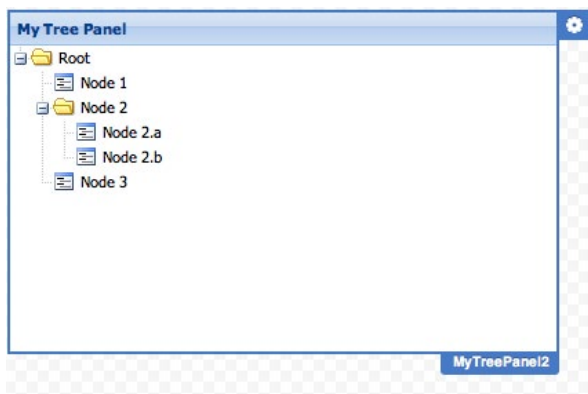 My Tree Panel
Root
Node 1
Node 2
Node 2.a
Node 2.b
Node 3
MyTreePanel2